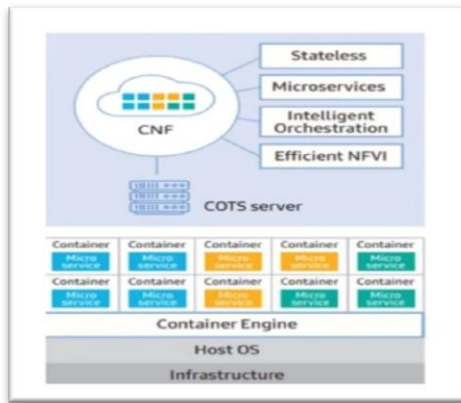 Stateless
Microservices
Intelligent
Orchestration
Efficient NFVI
CNF
COTS server
Container Container Container Container Container
Micro service Micro service Micro service Micro service Micro service
Container Container Container Container Container
Micro service Micro service Micro service Micro service Micro service
Container Engine
Host OS
Infrastructure